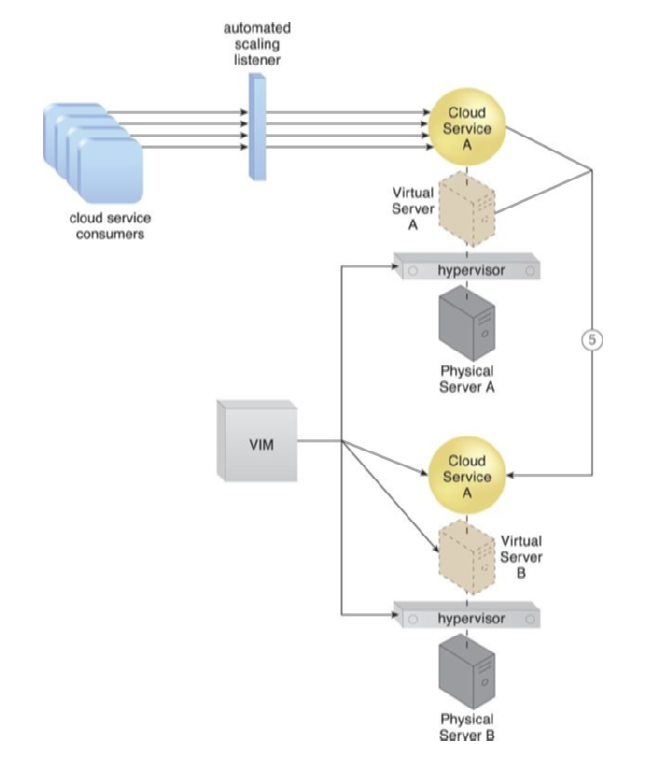 automated
scaling
listener
Cloud
Service
A
Virtual
Server
A
cloud service
consumers
hypervisor
Physical
Server A
5
VIM
Cloud
Service
A
Virtual
Server
B
hypervisor
Physical
Server B